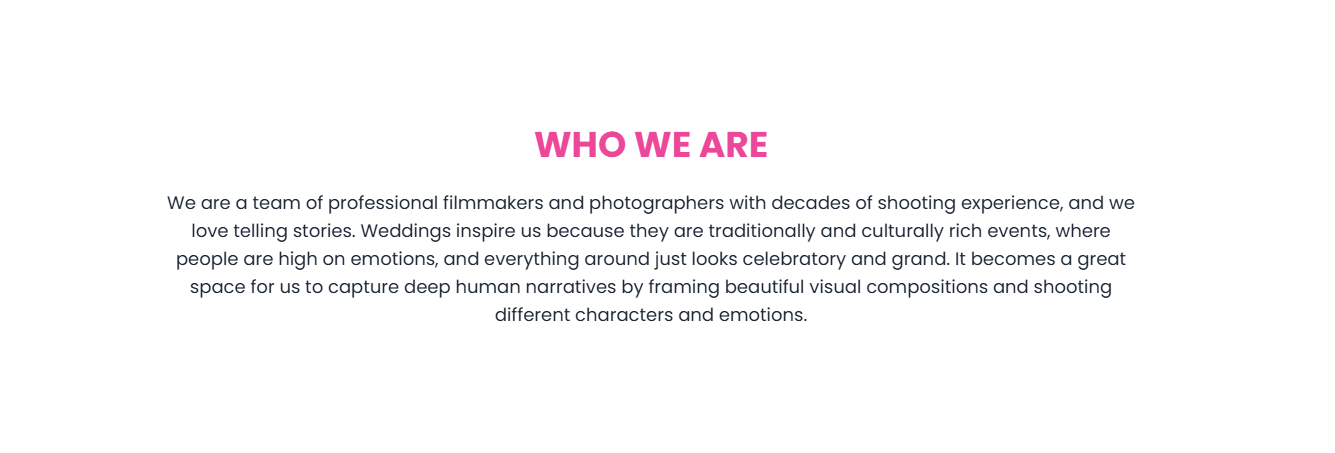 WHO WE ARE
We are a team of professional filmmakers and photographers with decades of shooting experience, and we
love telling stories. Weddings inspire us because they are traditionally and culturally rich events, where
people are high on emotions, and everything around just looks celebratory and grand. It becomes a great
space for us to capture deep human narratives by framing beautiful visual compositions and shooting
different characters and emotions.